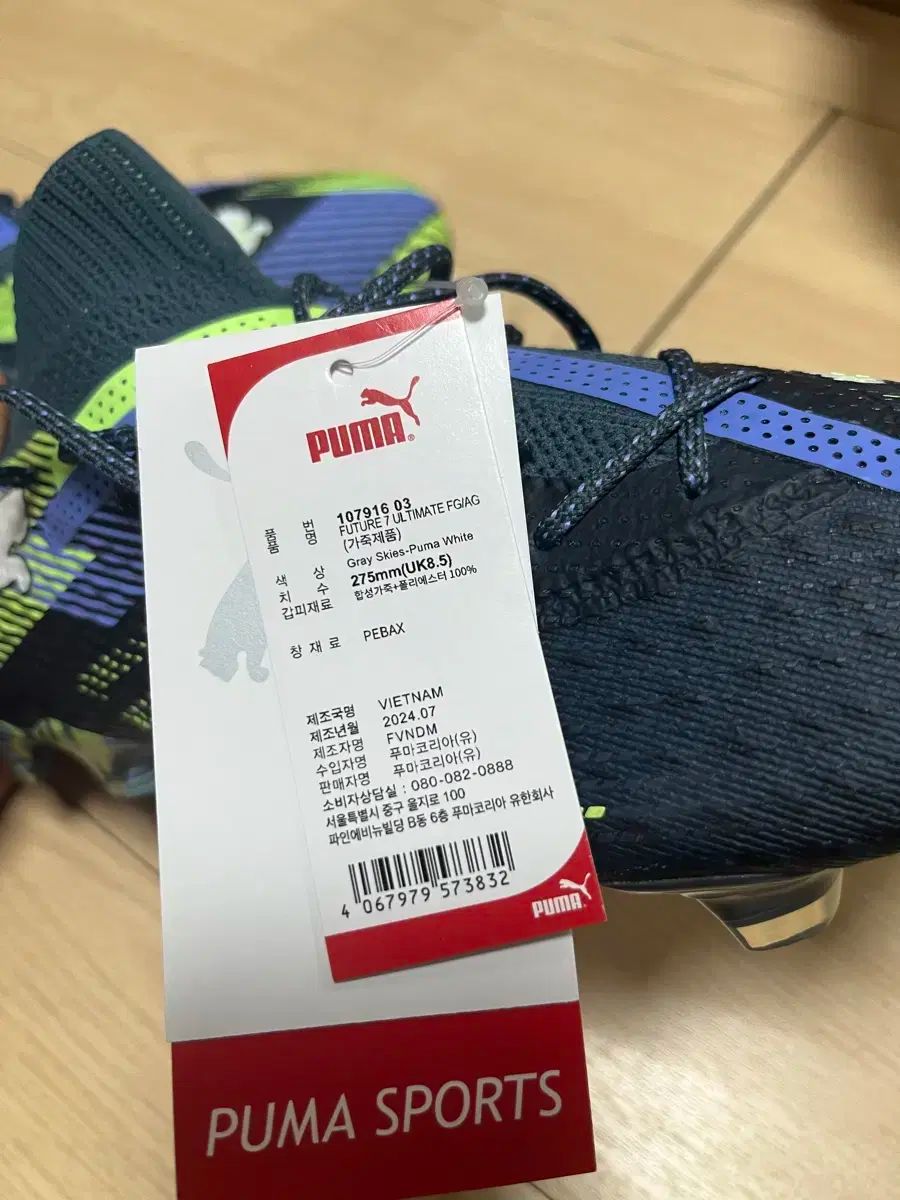 PUMA®
품 번 107916 03
품 명 FUTURE 7 ULTIMATE FG/AG
(가죽제품)
색 상 Gray Skies-Puma White
치 수 275mm(UK8.5)
갑피재료 합성가죽+폴리에스터 100%
창 재 료 PEBAX
제조국명 VIETNAM
제조년월 2024.07
제조자명 FVNDM
수입자명 푸마코리아(유)
판매자명 푸마코리아(유)
소비자상담실 : 080-082-0888
서울특별시 중구 을지로 100
파인에비뉴빌딩 B동 6층 푸마코리아 유한회사
4 067979 573832
PUMA
PUMA SPORTS